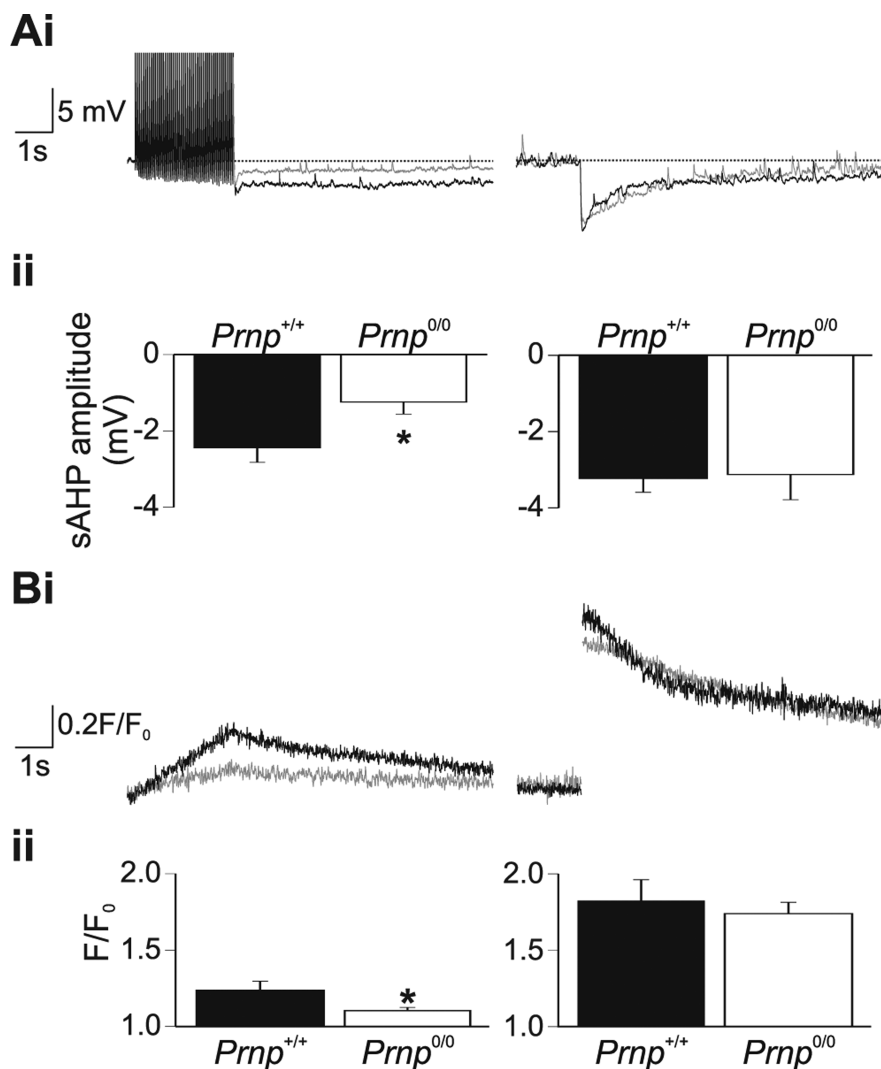 Ai
5 mV
1s
ii
Prnp+/+ Prnp0/0 Prnp+/+ Prnp0/0
sAHP amplitude
(mV)
0
-2
-4
0
-2
-4
*
Bi
0.2F/F0
1s
ii
F/F0
2.0
1.5
1.0
2.0
1.5
1.0
*
Prnp+/+ Prnp0/0 Prnp+/+ Prnp0/0